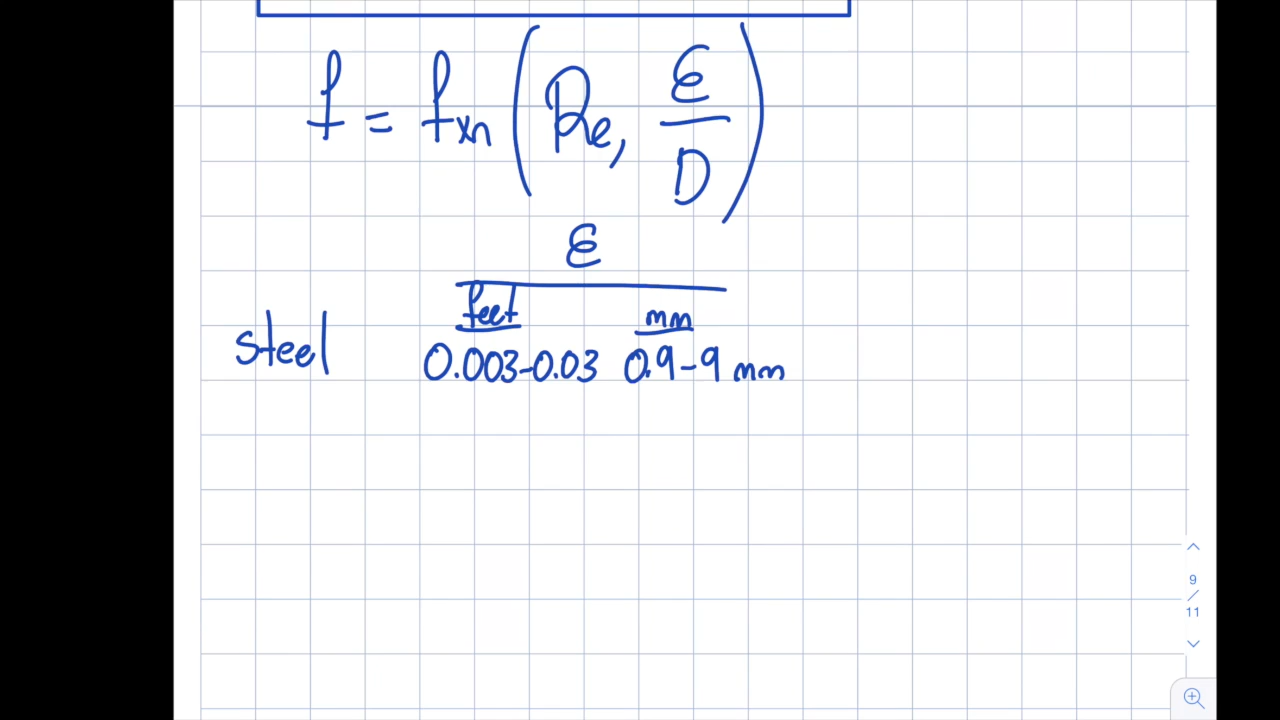 f = fxn ( Re, ε/D )
ε
feet mm
steel 0.003-0.03 0.9-9 mm
9
/
11